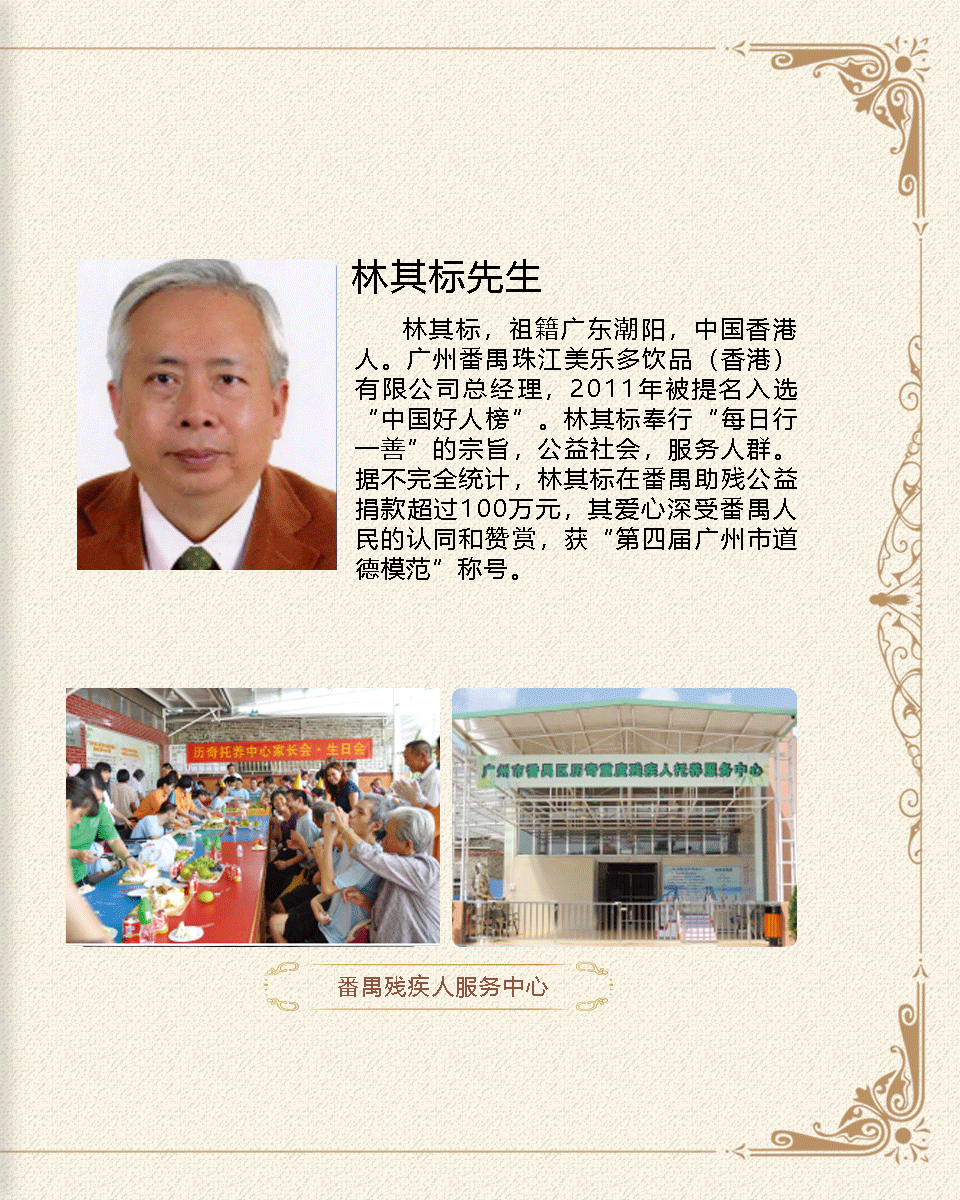 林其标先生
林其标，祖籍广东潮阳，中国香港
人。广州番禺珠江美乐多饮品（香港）
有限公司总经理，2011年被提名入选
“中国好人榜”。林其标奉行“每日行
一善”的宗旨，公益社会，服务人群。
据不完全统计，林其标在番禺助残公益
捐款超过100万元，其爱心深受番禺人
民的认同和赞赏，获“第四届广州市道
德模范”称号。
历奇托养中心家长会·生日会
广州市番禺区历奇重度残疾人托养服务中心
番禺残疾人服务中心